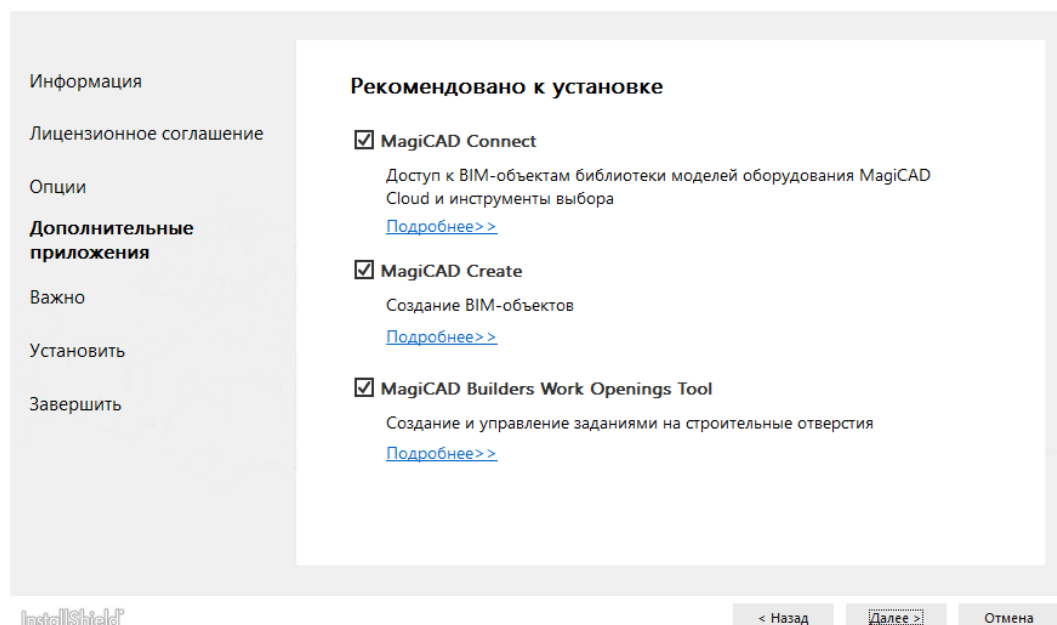 Информация
Лицензионное соглашение
Опции
Дополнительные
приложения
Важно
Установить
Завершить
Рекомендовано к установке
MagiCAD Connect
Доступ к BIM-объектам библиотеки моделей оборудования MagiCAD
Cloud и инструменты выбора
Подробнее>>
MagiCAD Create
Создание BIM-объектов
Подробнее>>
MagiCAD Builders Work Openings Tool
Создание и управление заданиями на строительные отверстия
Подробнее>>
InstallShield
< Назад
Далее >
Отмена